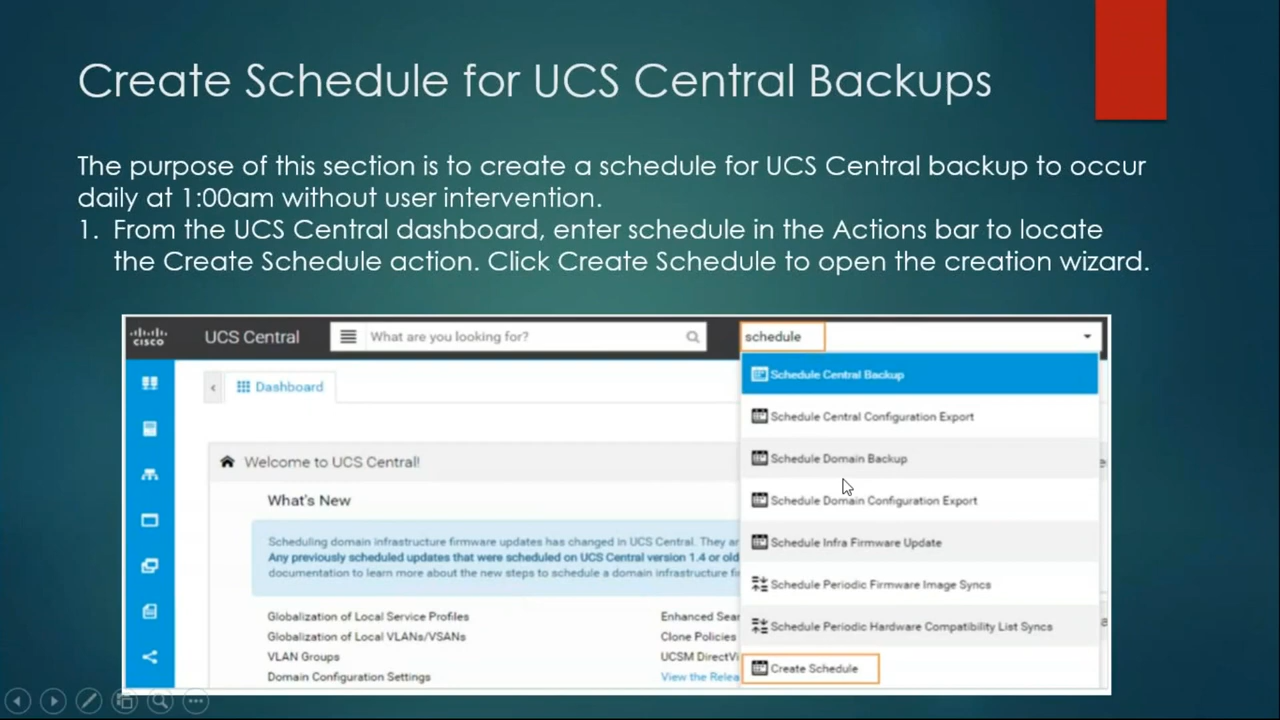 Create Schedule for UCS Central Backups
The purpose of this section is to create a schedule for UCS Central backup to occur
daily at 1:00am without user intervention.
1. From the UCS Central dashboard, enter schedule in the Actions bar to locate
the Create Schedule action. Click Create Schedule to open the creation wizard.
cisco UCS Central What are you looking for? schedule
Schedule Central Backup
Dashboard
Schedule Central Configuration Export
Welcome to UCS Central!
Schedule Domain Backup
What's New
Schedule Domain Configuration Export
Scheduling domain infrastructure firmware updates has changed in UCS Central. They ar
Schedule Infra Firmware Update
Any previously scheduled updates that were scheduled on UCS Central version 1.4 or old
documentation to learn more about the new steps to schedule a domain infrastructure fi
Schedule Periodic Firmware Image Syncs
Globalization of Local Service Profiles Enhanced Sear
Schedule Periodic Hardware Compatibility List Syncs
Globalization of Local VLANs/VSANs Clone Policies
VLAN Groups UCSM DirectVi
Create Schedule
Domain Configuration Settings View the Relea